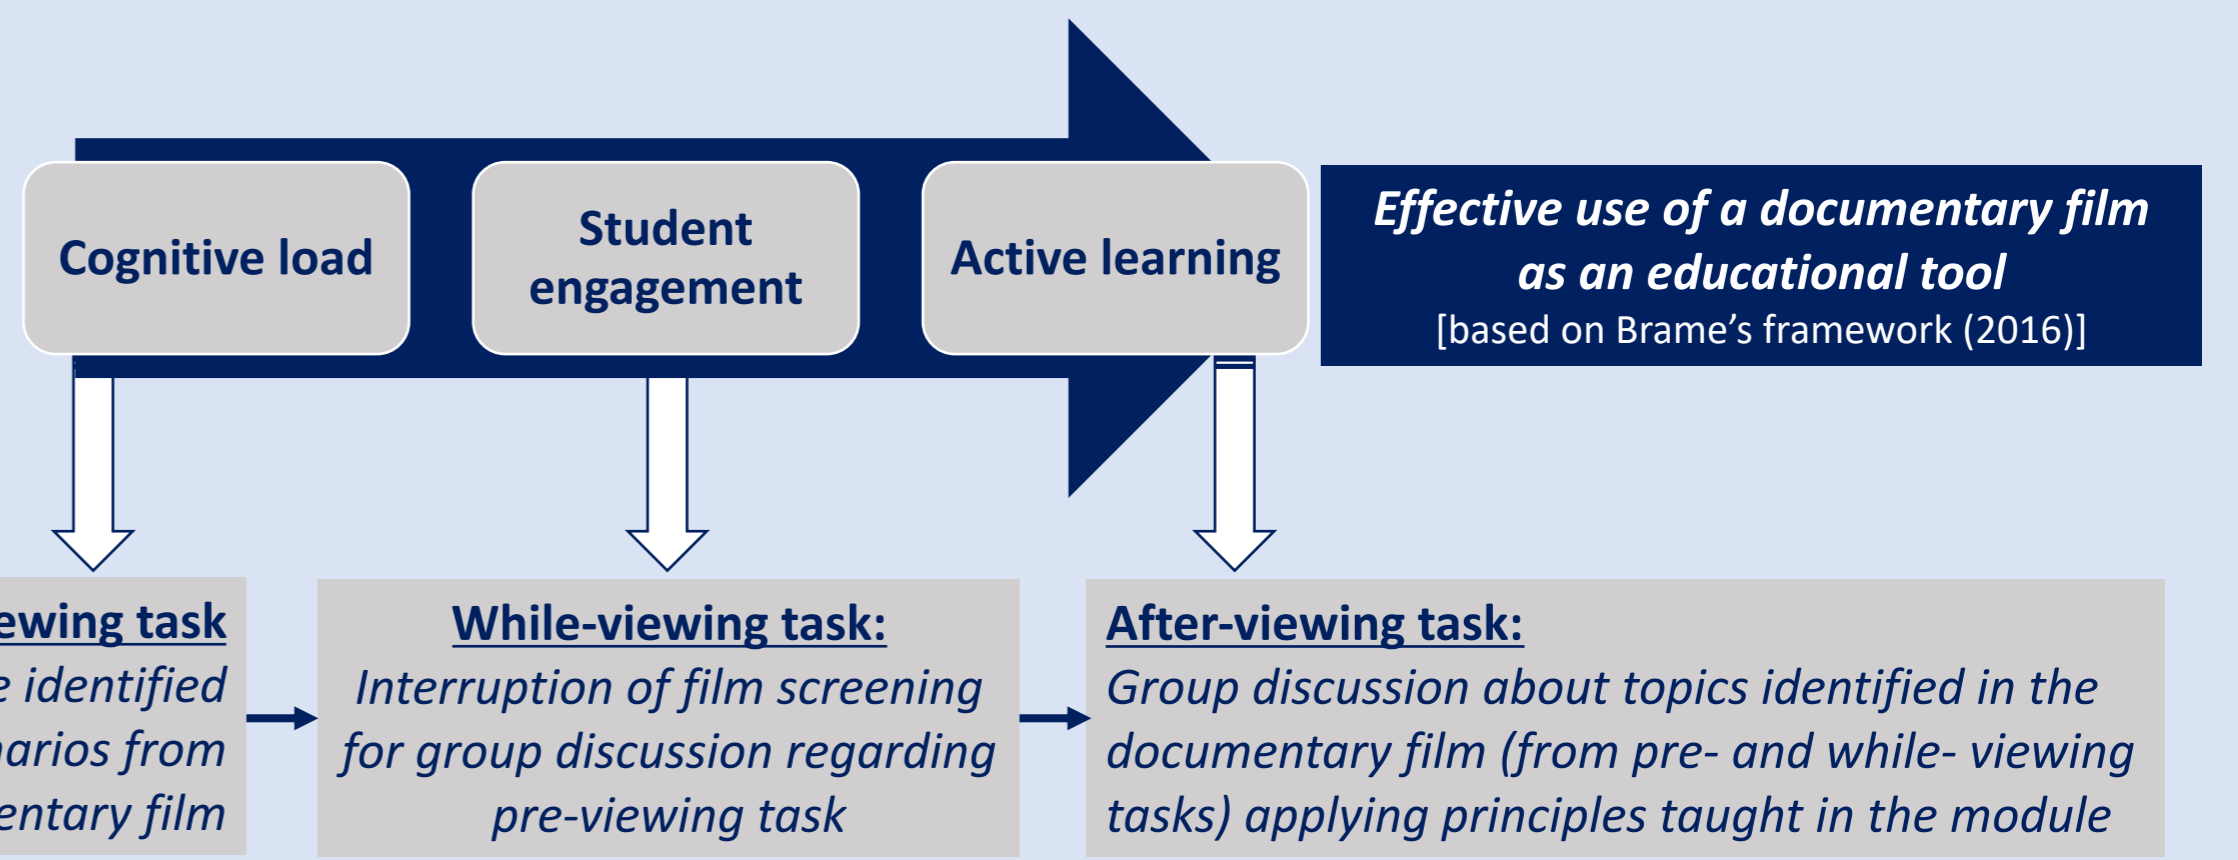 Cognitive load
Student
engagement
Active learning
Effective use of a documentary film
as an educational tool
[based on Brame’s framework (2016)]
task
identified
from
film
While-viewing task:
Interruption of film screening
for group discussion regarding
pre-viewing task
After-viewing task:
Group discussion about topics identified in the
documentary film (from pre- and while- viewing
tasks) applying principles taught in the module